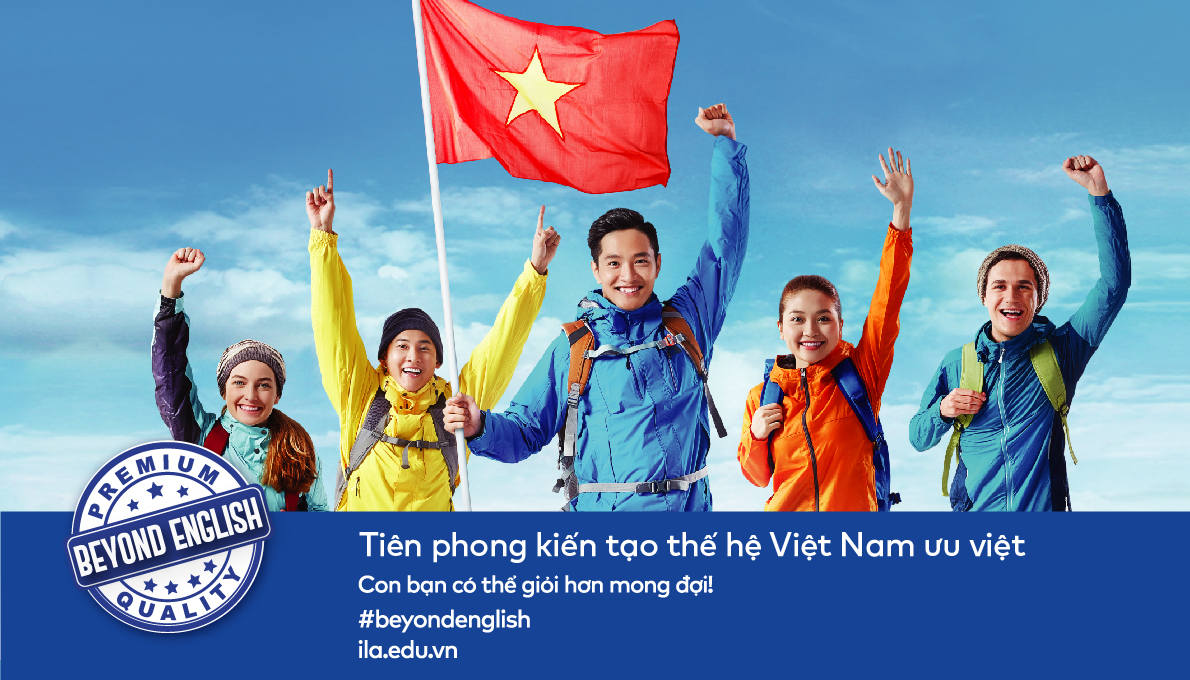 PREMIUM
BEYOND ENGLISH
QUALITY
Tiên phong kiến tạo thế hệ Việt Nam ưu việt
Con bạn có thể giỏi hơn mong đợi!
#beyondenglish
ila.edu.vn